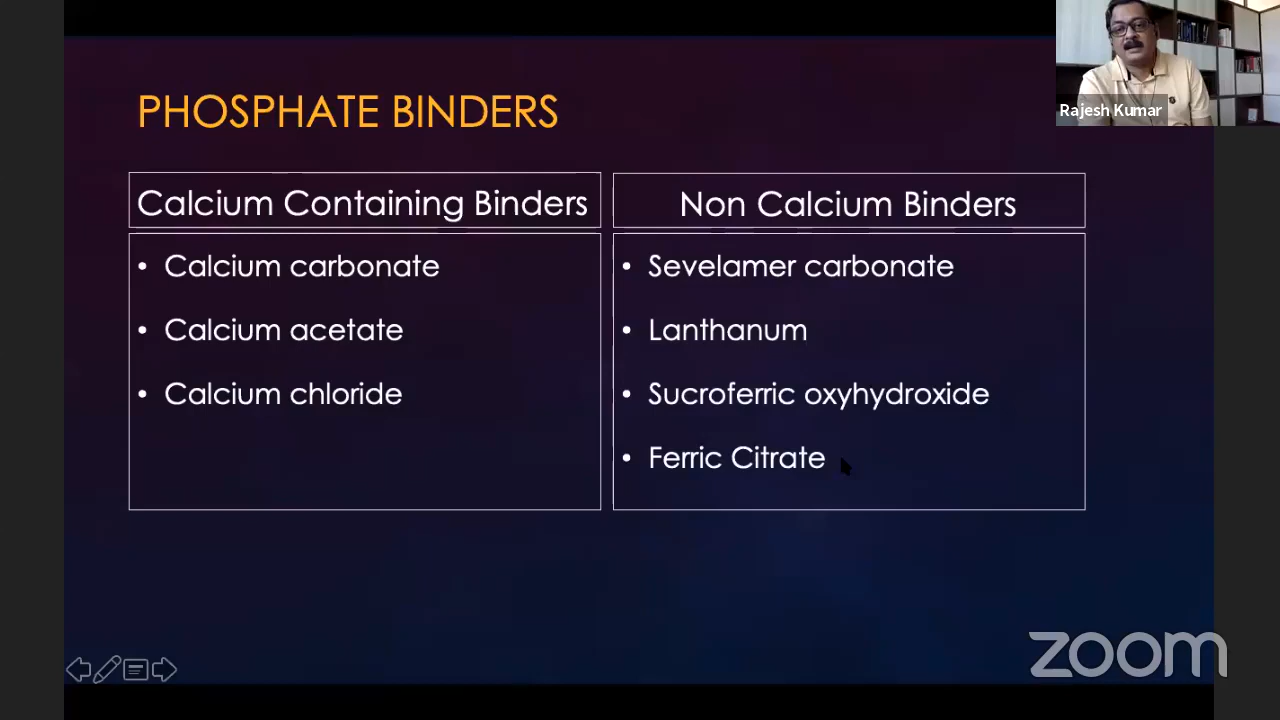 Rajesh Kumar
PHOSPHATE BINDERS
Calcium Containing Binders
• Calcium carbonate
• Calcium acetate
• Calcium chloride
Non Calcium Binders
• Sevelamer carbonate
• Lanthanum
• Sucroferric oxyhydroxide
• Ferric Citrate
zoom